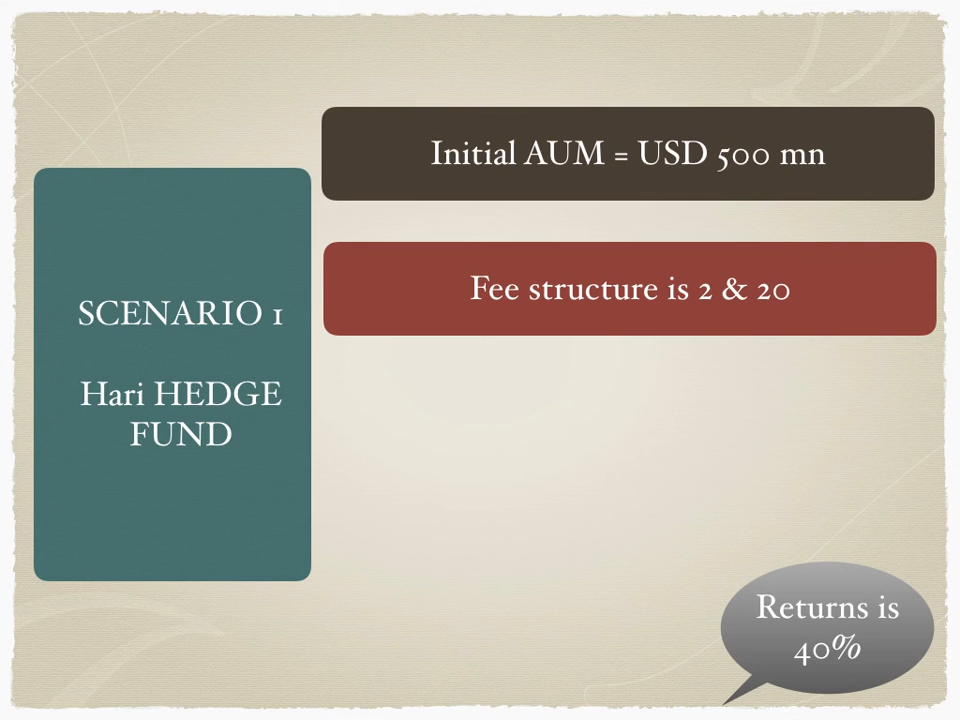 Initial AUM = USD 500 mn
Fee structure is 2 & 20
SCENARIO 1
Hari HEDGE
FUND
Returns is
40%